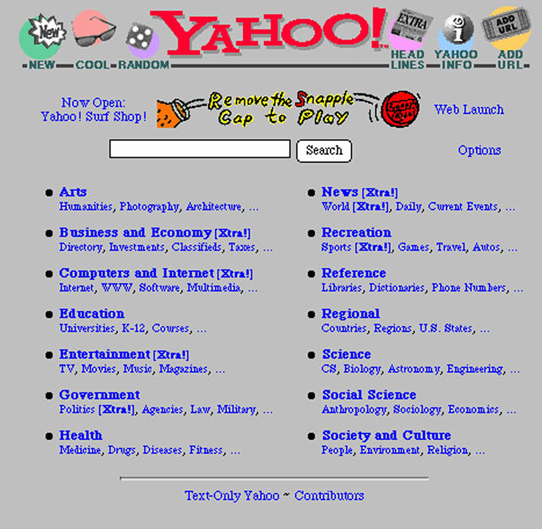 New
EXTRA!
i
ADD URL
YAHOO!™
NEW COOL RANDOM
HEAD LINES
YAHOO INFO
ADD URL
Now Open:
Yahoo! Surf Shop!
Remove the Snapple
Cap to Play
Web Launch
Search
Options
Arts
Humanities, Photography, Architecture, ...
Business and Economy [Xtra!]
Directory, Investments, Classifieds, Taxes, ...
Computers and Internet [Xtra!]
Internet, WWW, Software, Multimedia, ...
Education
Universities, K-12, Courses, ...
Entertainment [Xtra!]
TV, Movies, Music, Magazines, ...
Government
Politics [Xtra!], Agencies, Law, Military, ...
Health
Medicine, Drugs, Diseases, Fitness, ...
News [Xtra!]
World [Xtra!], Daily, Current Events, ...
Recreation
Sports [Xtra!], Games, Travel, Autos, ...
Reference
Libraries, Dictionaries, Phone Numbers, ...
Regional
Countries, Regions, U.S. States, ...
Science
CS, Biology, Astronomy, Engineering, ...
Social Science
Anthropology, Sociology, Economics, ...
Society and Culture
People, Environment, Religion, ...
Text-Only Yahoo ~ Contributors